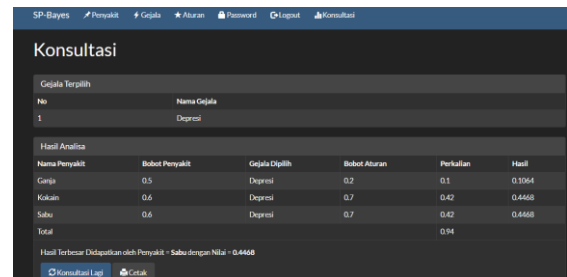 SP-Bayes Penyakit Gejala Aturan Password Logout Konsultasi
Konsultasi
Gejala Terpilih
No Nama Gejala
1 Depresi
Hasil Analisa
Nama Penyakit Bobot Penyakit Gejala Dipilih Bobot Aturan Perkalian Hasil
Ganja 0.5 Depresi 0.2 0.1 0.1064
Kokain 0.6 Depresi 0.7 0.42 0.4468
Sabu 0.6 Depresi 0.7 0.42 0.4468
Total 0.94
Hasil Terbesar Didapatkan oleh Penyakit = Sabu dengan Nilai = 0.4468
Konsultasi Lagi Cetak